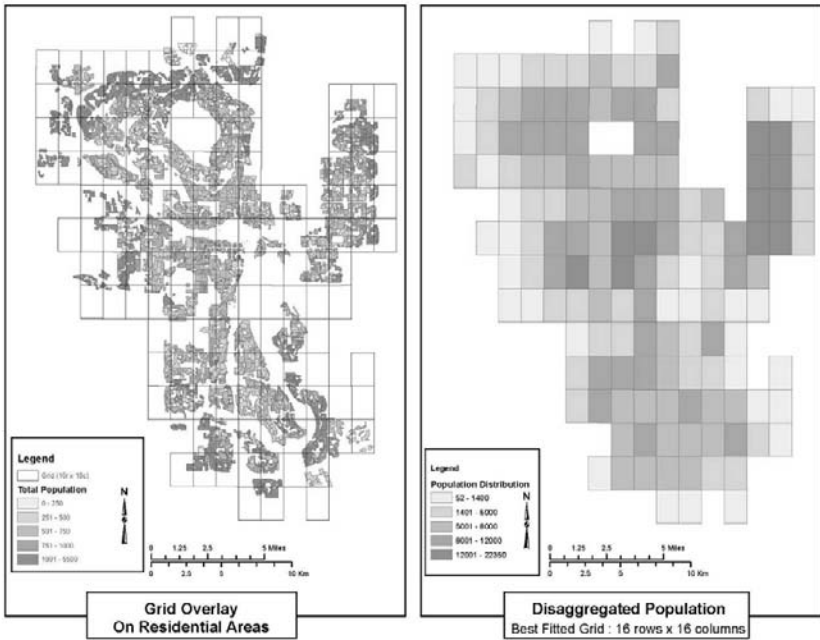 Legend
Grid (16r x 16c)
Total Population
0 - 250
251 - 500
501 - 750
751 - 1000
N
0 1.25 2.5 5 Miles
0 2.5 5 10 Km
Grid Overlay
On Residential Areas
Legend
Population Distribution
52 - 1400
1401 - 5000
5001 - 8000
8001 - 12000
12001 - 22350
N
0 1.25 2.5 5 Miles
0 2.5 5 10 Km
Disaggregated Population
Best Fitted Grid : 16 rows x 16 columns